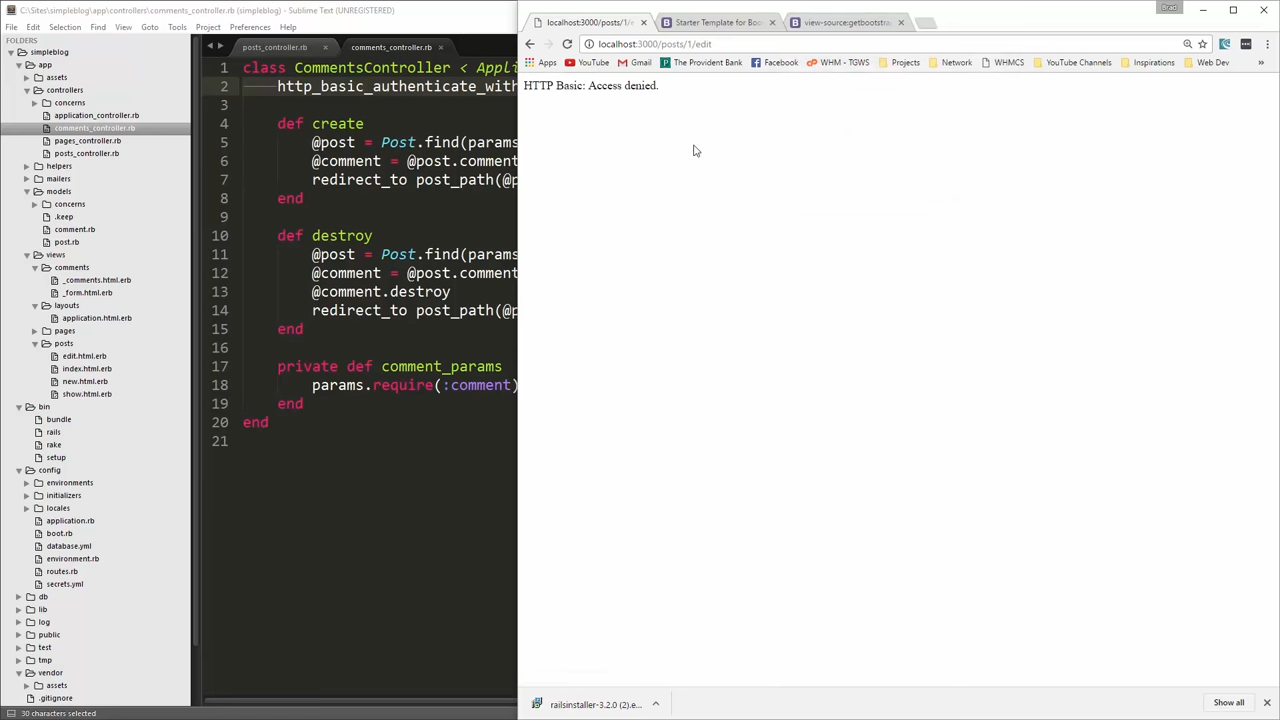 C:\Sites\simpleblog\app\controllers\comments_controller.rb (simpleblog) - Sublime Text (UNREGISTERED)
File Edit Selection Find View Goto Tools Project Preferences Help
FOLDERS
simpleblog
app
assets
controllers
concerns
application_controller.rb
comments_controller.rb
pages_controller.rb
posts_controller.rb
helpers
mailers
models
concerns
.keep
comment.rb
post.rb
views
comments
_comments.html.erb
_form.html.erb
layouts
application.html.erb
pages
posts
edit.html.erb
index.html.erb
new.html.erb
show.html.erb
bin
bundle
rails
rake
setup
config
environments
initializers
locales
application.rb
boot.rb
database.yml
environment.rb
routes.rb
secrets.yml
db
lib
log
public
test
tmp
vendor
assets
.gitignore
30 characters selected
posts_controller.rb × comments_controller.rb ×
1 class CommentsController < Appli
2 http_basic_authenticate_with
3
4 def create
5 @post = Post.find(params
6 @comment = @post.comment
7 redirect_to post_path(@p
8 end
9
10 def destroy
11 @post = Post.find(params
12 @comment = @post.comment
13 @comment.destroy
14 redirect_to post_path(@p
15 end
16
17 private def comment_params
18 params.require(:comment)
19 end
20 end
21
Brad
localhost:3000/posts/1/e × Starter Template for Boo × view-source:getbootstra ×
localhost:3000/posts/1/edit
Apps YouTube Gmail The Provident Bank Facebook WHM - TGWS Projects Network WHMCS YouTube Channels Inspirations Web Dev
HTTP Basic: Access denied.
railsinstaller-3.2.0 (2).e... Show all